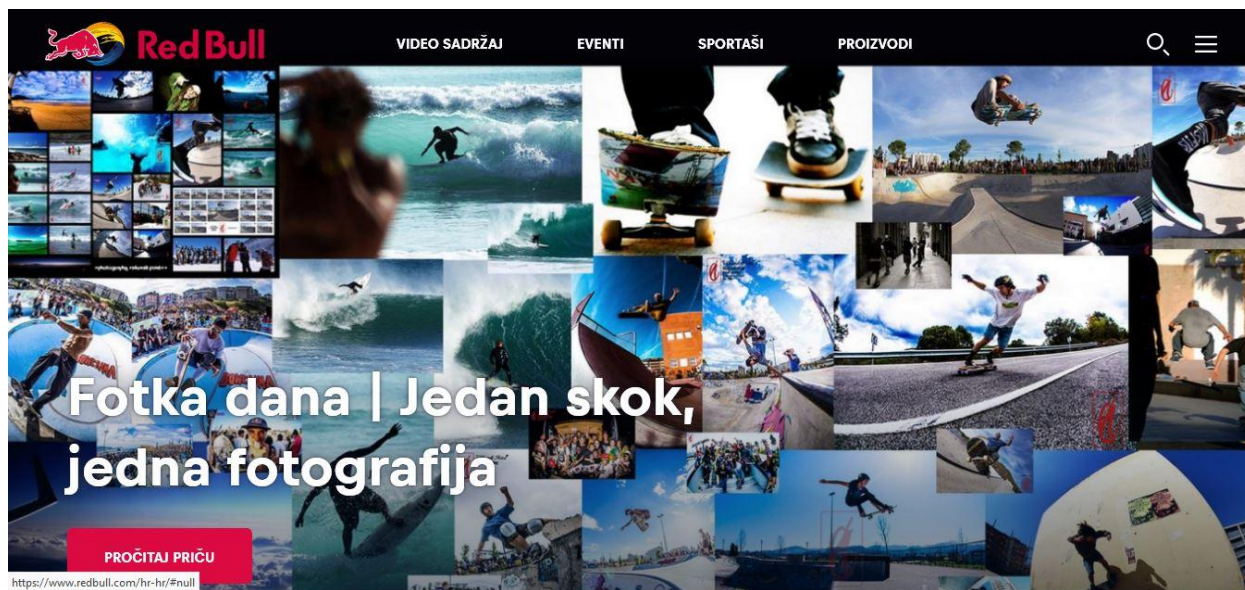 Red Bull
VIDEO SADRŽAJ
EVENTI
SPORTAŠI
PROIZVODI
Fotka dana | Jedan skok,
jedna fotografija
PROČITAJ PRIČU
https://www.redbull.com/hr-hr/#null